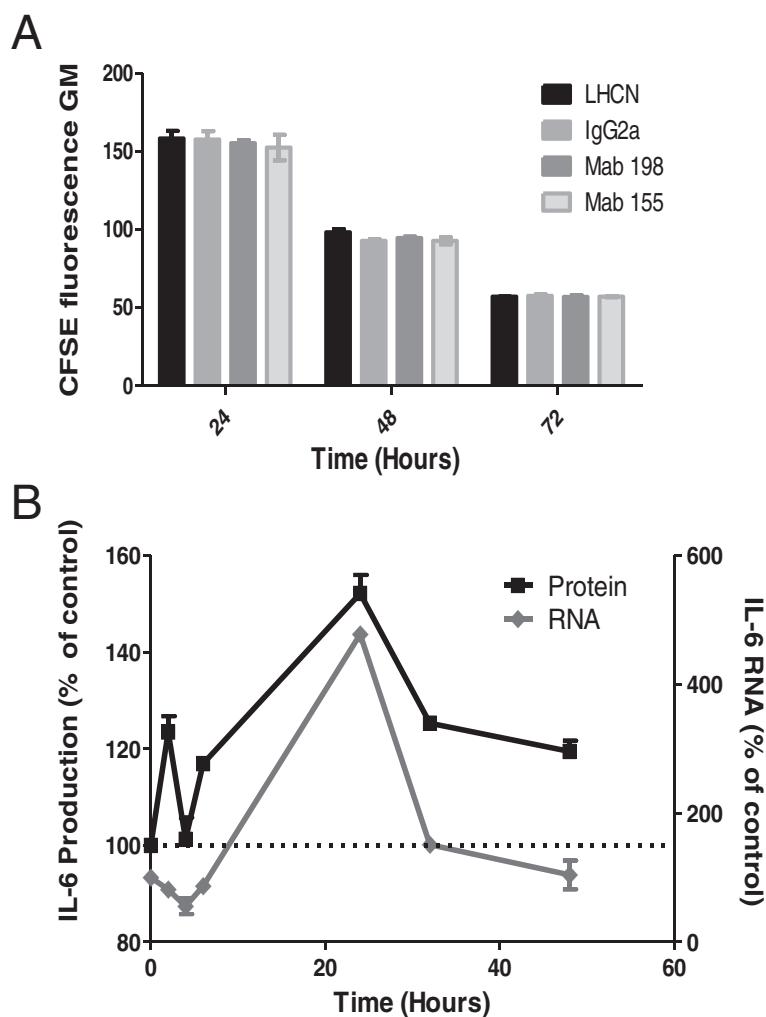 A
CFSE fluorescence GM
200
150
100
50
0
LHCN
IgG2a
Mab 198
Mab 155
24
48
72
Time (Hours)
B
IL-6 Production (% of control)
160
140
120
100
80
Protein
RNA
600
400
200
0
IL-6 RNA (% of control)
0
20
40
60
Time (Hours)